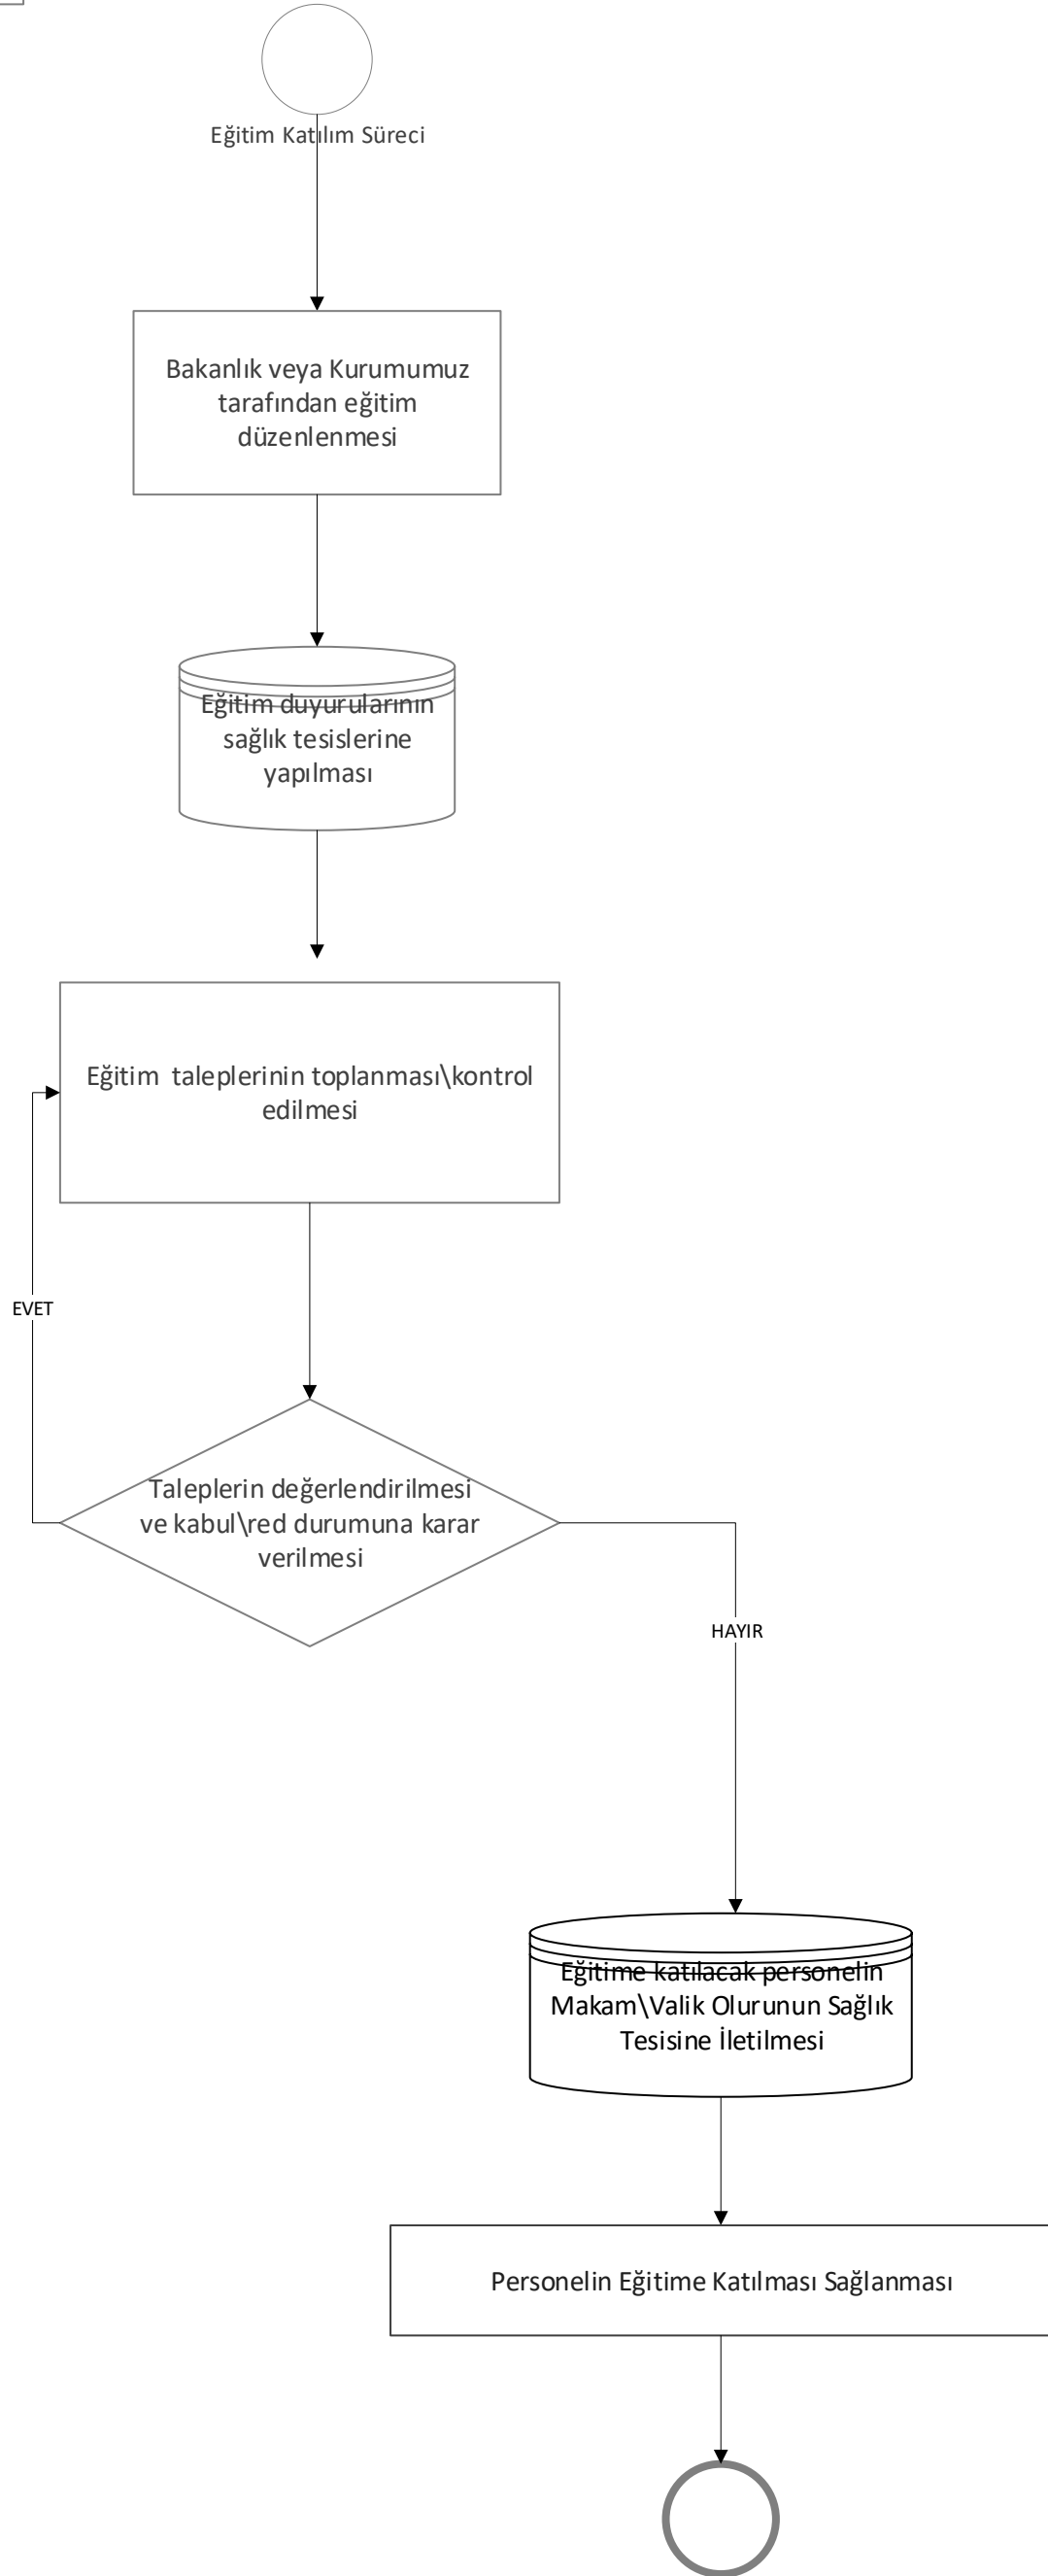 Eğitim Katılım Süreci
Bakanlık veya Kurumumuz
tarafından eğitim
düzenlenmesi
Eğitim duyurularının
sağlık tesislerine
yapılması
Eğitim taleplerinin toplanması\kontrol
edilmesi
EVET
Taleplerin değerlendirilmesi
ve kabul\red durumuna karar
verilmesi
HAYIR
Eğitime katılacak personelin
Makam\Valik Olurunun Sağlık
Tesisine İletilmesi
Personelin Eğitime Katılması Sağlanması